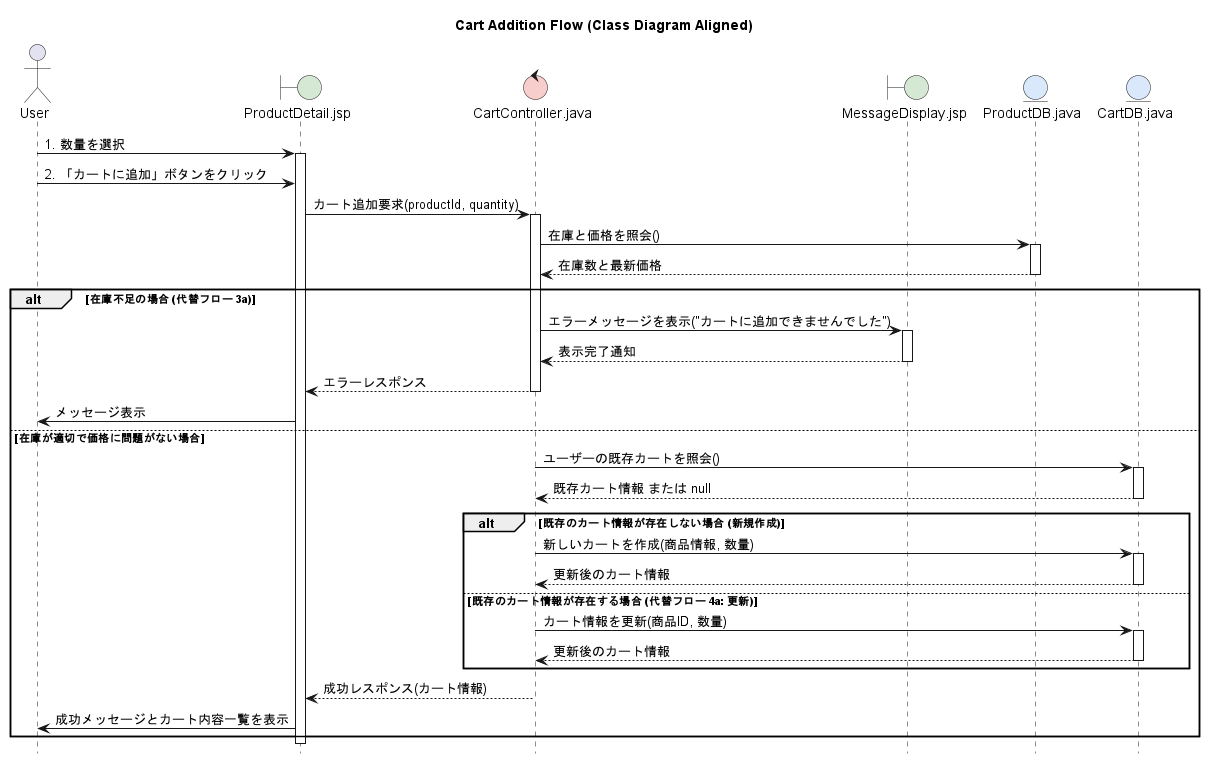 Cart Addition Flow (Class Diagram Aligned)
User
ProductDetail.jsp
CartController.java
MessageDisplay.jsp
ProductDB.java
CartDB.java
1. 数量を選択
2. 「カートに追加」ボタンをクリック
カート追加要求(productId, quantity)
在庫と価格を照会()
在庫数と最新価格
alt
[在庫不足の場合 (代替フロー 3a)]
エラーメッセージを表示("カートに追加できませんでした")
表示完了通知
エラーレスポンス
メッセージ表示
[在庫が適切で価格に問題がない場合]
ユーザーの既存カートを照会()
既存カート情報 または null
alt
[既存のカート情報が存在しない場合 (新規作成)]
新しいカートを作成(商品情報, 数量)
更新後のカート情報
[既存のカート情報が存在する場合 (代替フロー 4a: 更新)]
カート情報を更新(商品ID, 数量)
更新後のカート情報
成功レスポンス(カート情報)
成功メッセージとカート内容一覧を表示